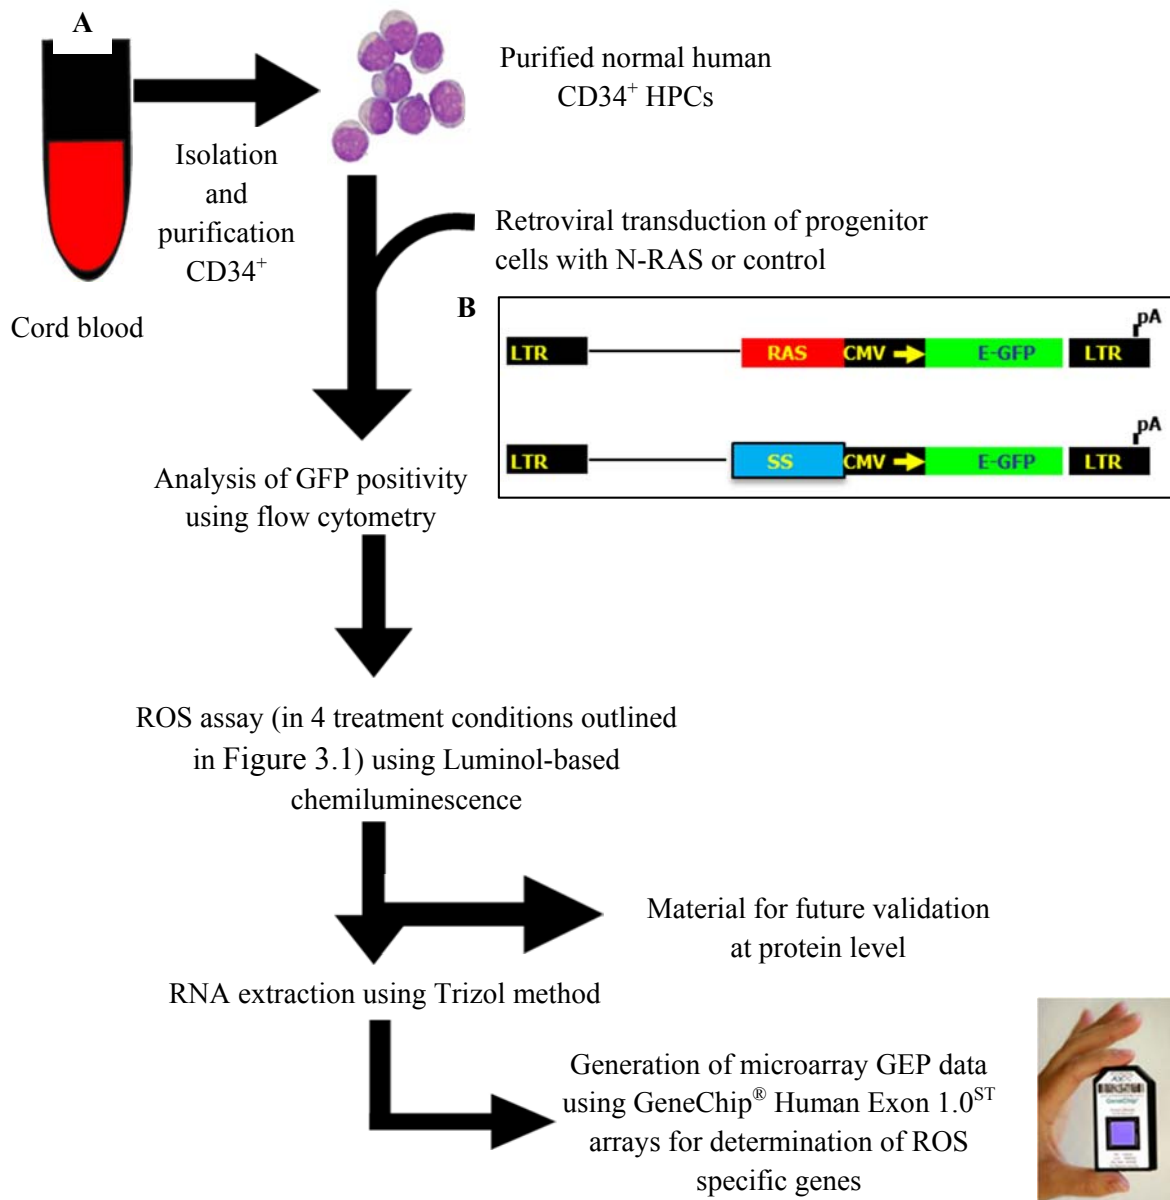 A
Purified normal human
CD34+ HPCs
Isolation
and
purification
CD34+
Cord blood
Retroviral transduction of progenitor
cells with N-RAS or control
B
pA
LTR RAS CMV E-GFP LTR
pA
LTR SS CMV E-GFP LTR
Analysis of GFP positivity
using flow cytometry
ROS assay (in 4 treatment conditions outlined
in Figure 3.1) using Luminol-based
chemiluminescence
Material for future validation
at protein level
RNA extraction using Trizol method
Generation of microarray GEP data
using GeneChip® Human Exon 1.0ST
arrays for determination of ROS
specific genes
GeneChip